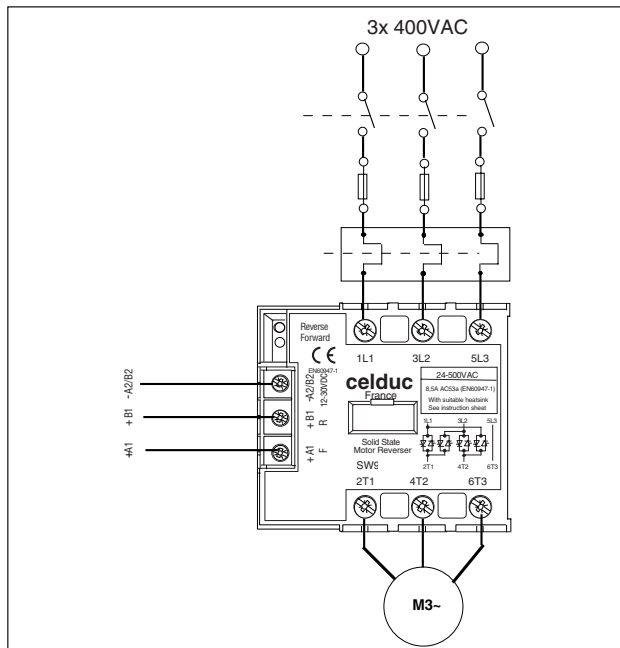 3x 400VAC
Reverse
Forward
CE
EN60947-1
1L1 3L2 5L3
celduc
France
24-500VAC
8,5A AC53a (EN60947-1)
With suitable heatsink
See instruction sheet
1L1 3L2 5L3
2T1 4T2 6T3
Solid State
Motor Reverser
SW9
2T1 4T2 6T3
-A2/B2
+B1
+A1
-A2/B2
12-30VDC
+B1
R
+A1
F
M3~